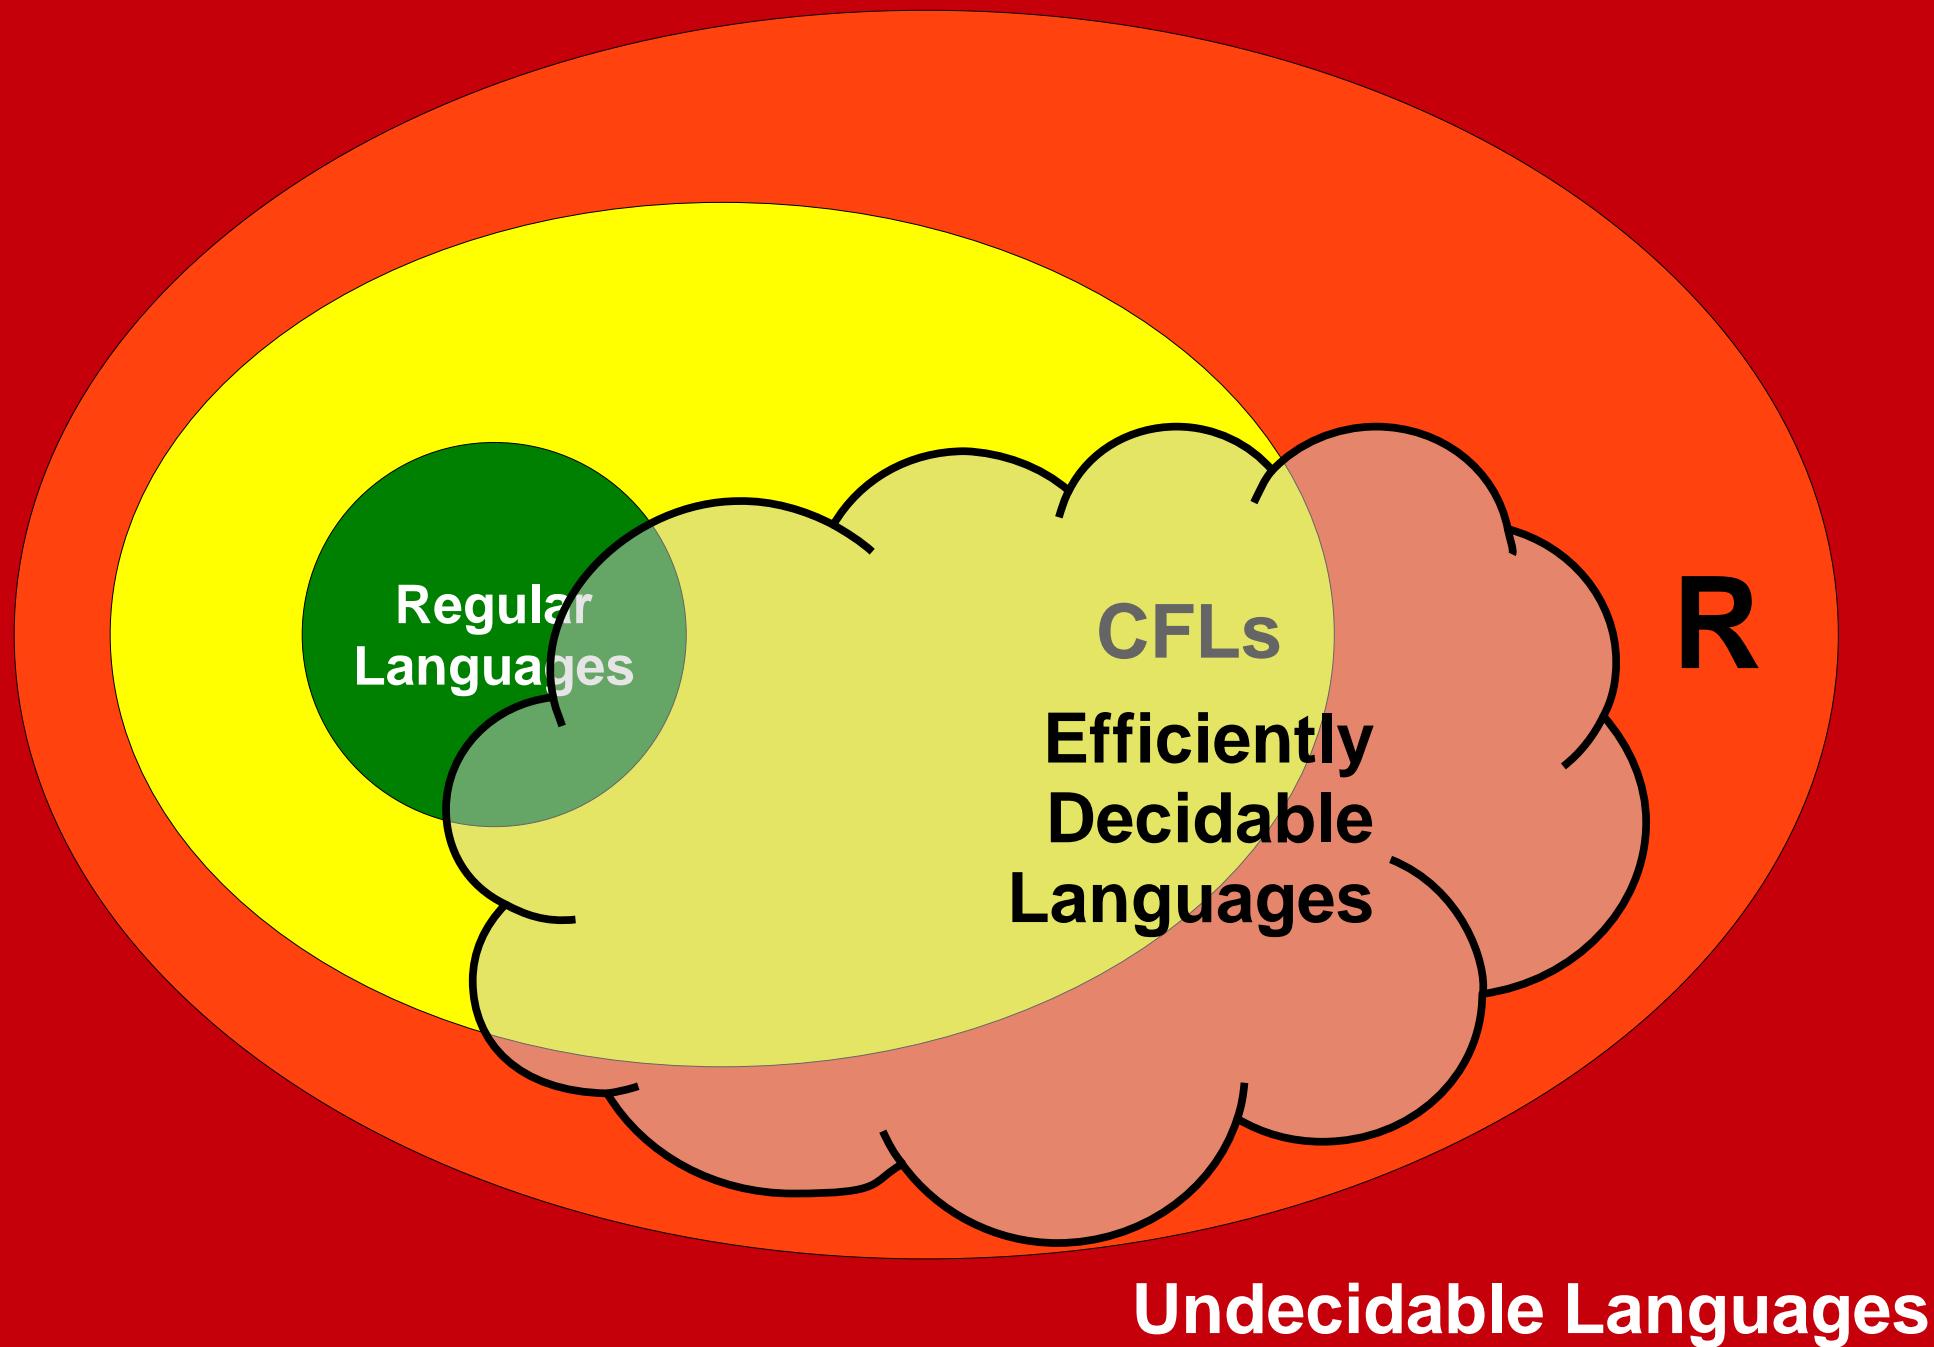 Regular
Languages
CFLs
R
Efficiently
Decidable
Languages
Undecidable Languages